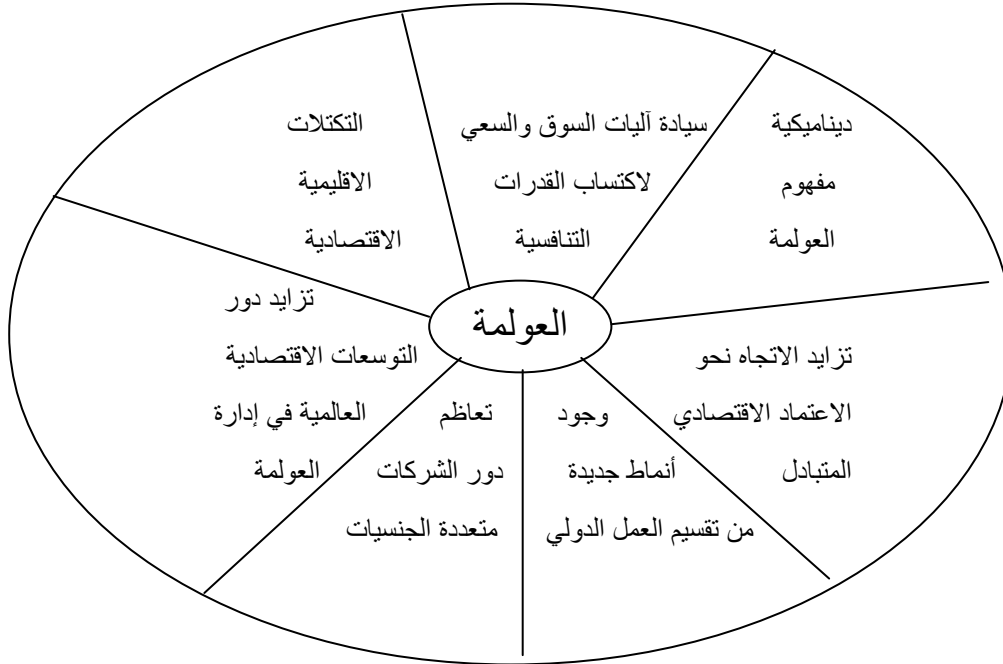 ديناميكية
مفهوم
العولمة
سيادة آليات السوق والسعي
لاكتساب القدرات
التنافسية
التكتلات
الاقليمية
الاقتصادية
العولمة
تزايد الاتجاه نحو
الاعتماد الاقتصادي
المتبادل
وجود
أنماط جديدة
من تقسيم العمل الدولي
تعاظم
دور الشركات
متعددة الجنسيات
تزايد دور
التوسعات الاقتصادية
العالمية في إدارة
العولمة